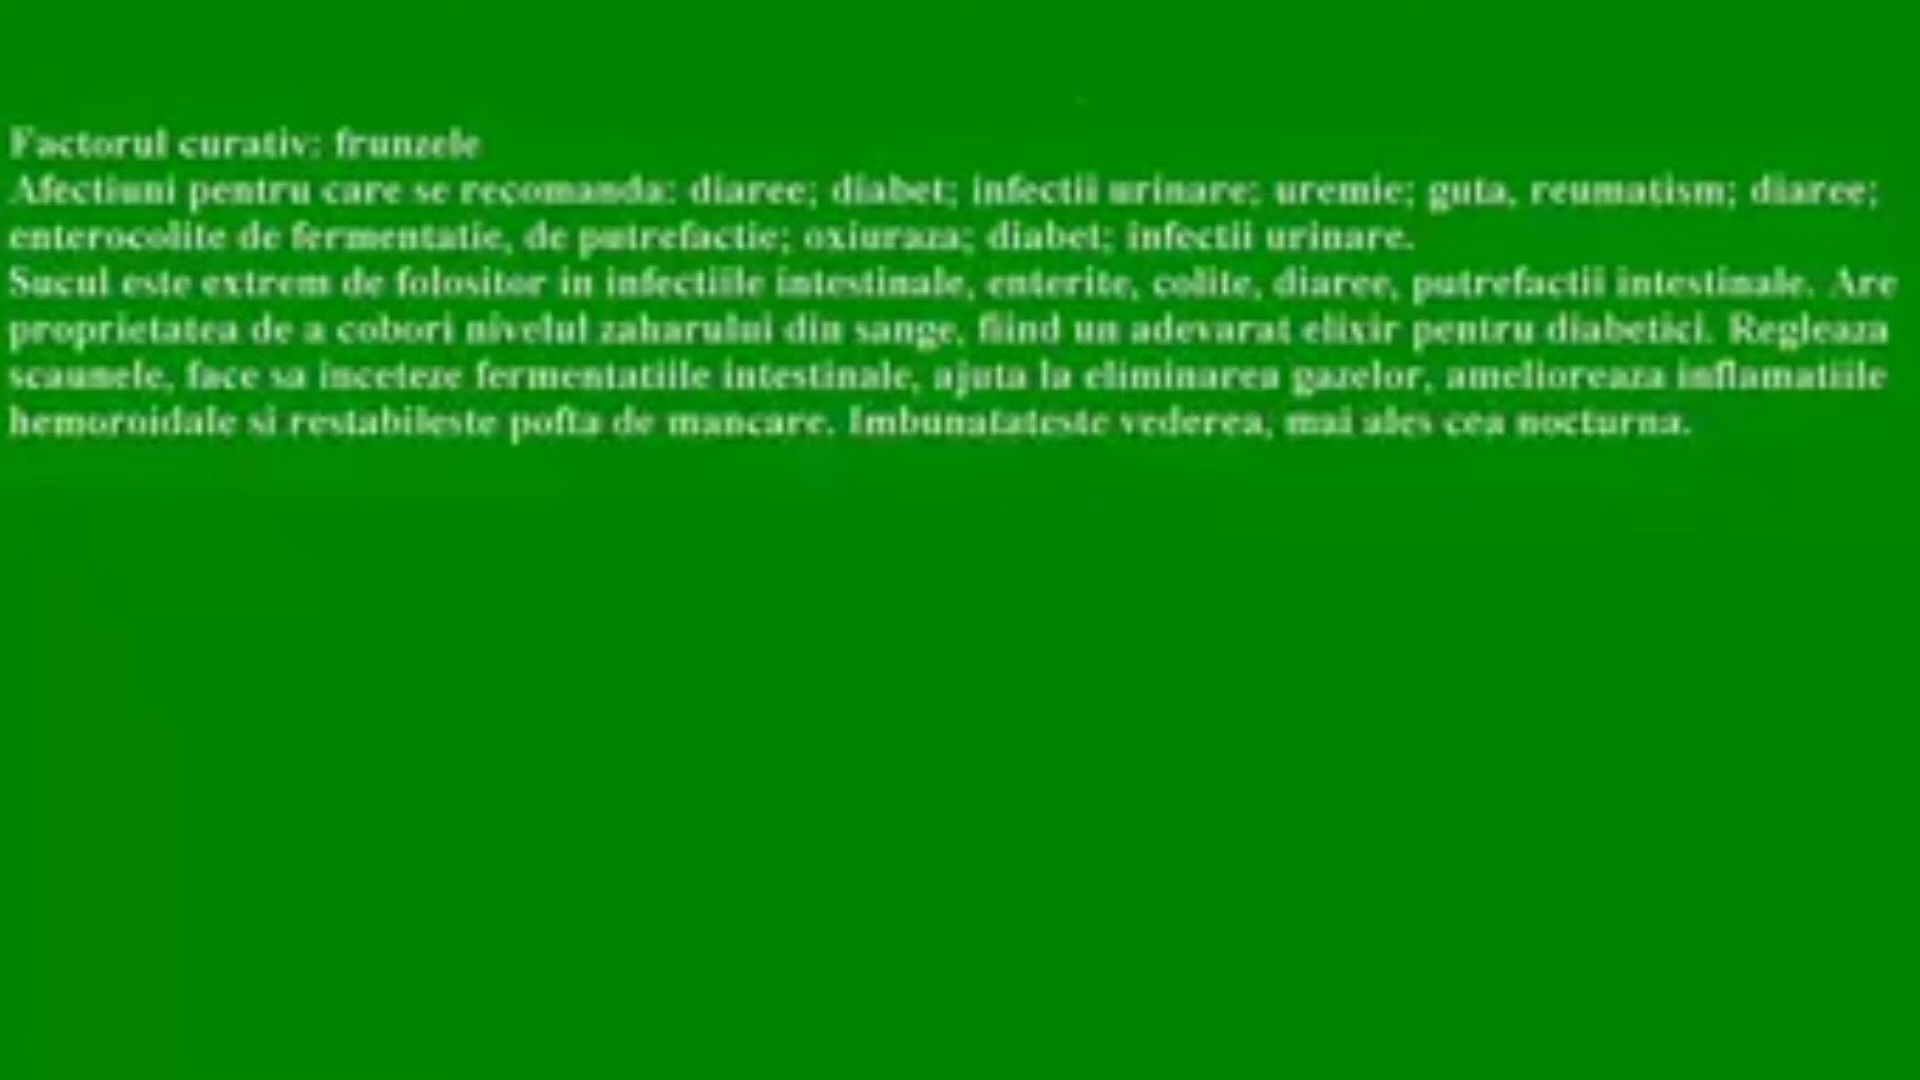 Factorul curativ: frunzele
Afectiuni pentru care se recomanda: diaree; diabet; infectii urinare; uremie; guta, reumatism; diaree;
enterocolite de fermentatie, de putrefactie; oxiuraza; diabet; infectii urinare.
Sucul este extrem de folositor in infectiile intestinale, enterite, colite, diaree, putrefactii intestinale. Are
proprietatea de a cobori nivelul zaharului din sange, fiind un adevarat elixir pentru diabetici. Regleaza
scaunele, face sa inceteze fermentatiile intestinale, ajuta la eliminarea gazelor, amelioreaza inflamatiile
hemoroidale si restabileste pofta de mancare. Imbunatateste vederea, mai ales cea nocturna.